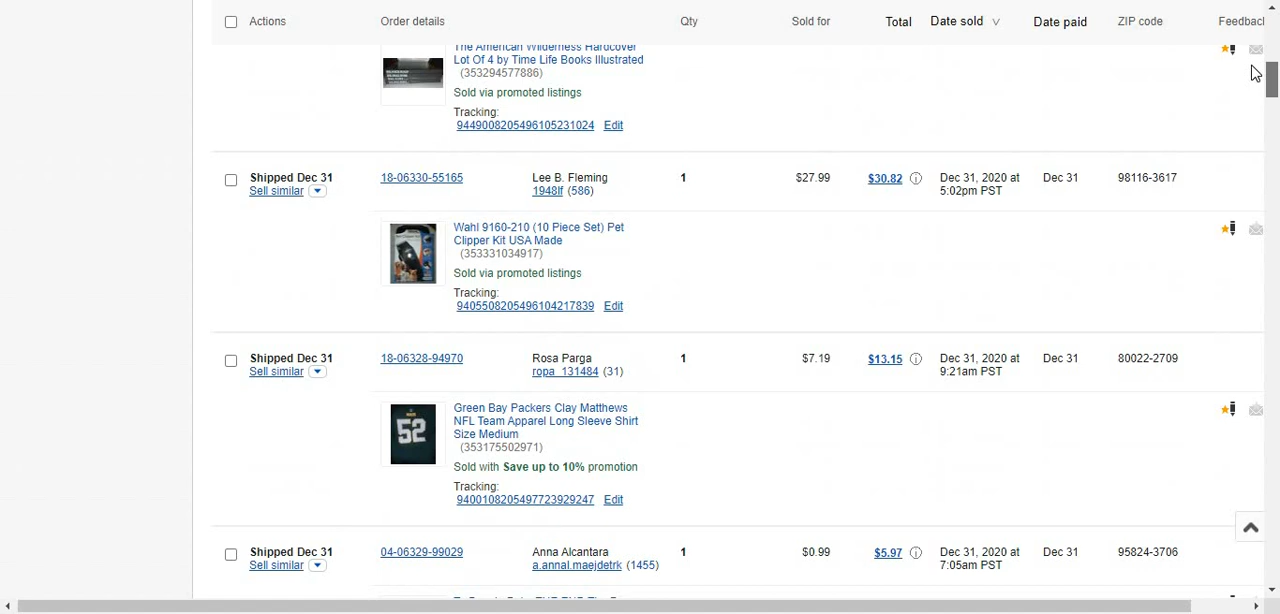 Actions Order details Qty Sold for Total Date sold ∨ Date paid ZIP code Feedback
The American Wilderness Hardcover
Lot Of 4 by Time Life Books Illustrated
(353294577886)
Sold via promoted listings
Tracking:
9449008205496105231024 Edit
Shipped Dec 31 18-06330-55165 Lee B. Fleming 1 $27.99 $30.82 Dec 31, 2020 at Dec 31 98116-3617
Sell similar 1948lf (586) 5:02pm PST
Wahl 9160-210 (10 Piece Set) Pet
Clipper Kit USA Made
(353331034917)
Sold via promoted listings
Tracking:
9405508205496104217839 Edit
Shipped Dec 31 18-06328-94970 Rosa Parga 1 $7.19 $13.15 Dec 31, 2020 at Dec 31 80022-2709
Sell similar ropa_131484 (31) 9:21am PST
52
Green Bay Packers Clay Matthews
NFL Team Apparel Long Sleeve Shirt
Size Medium
(353175502971)
Sold with Save up to 10% promotion
Tracking:
9400108205497723929247 Edit
Shipped Dec 31 04-06329-99029 Anna Alcantara 1 $0.99 $5.97 Dec 31, 2020 at Dec 31 95824-3706
Sell similar a.annal.maejdetrk (1455) 7:05am PST